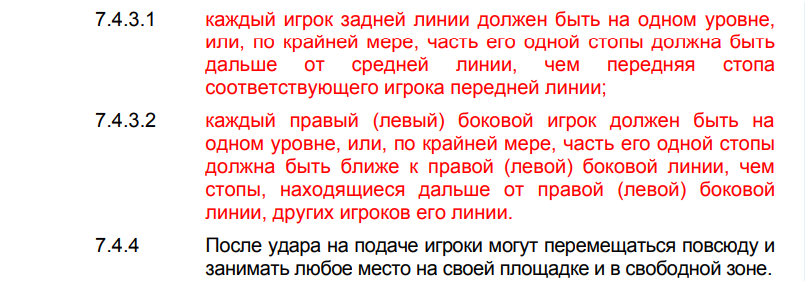 7.4.3.1 каждый игрок задней линии должен быть на одном уровне,
или, по крайней мере, часть его одной стопы должна быть
дальше от средней линии, чем передняя стопа
соответствующего игрока передней линии;
7.4.3.2 каждый правый (левый) боковой игрок должен быть на
одном уровне, или, по крайней мере, часть его одной стопы
должна быть ближе к правой (левой) боковой линии, чем
стопы, находящиеся дальше от правой (левой) боковой
линии, других игроков его линии.
7.4.4 После удара на подаче игроки могут перемещаться повсюду и
занимать любое место на своей площадке и в свободной зоне.